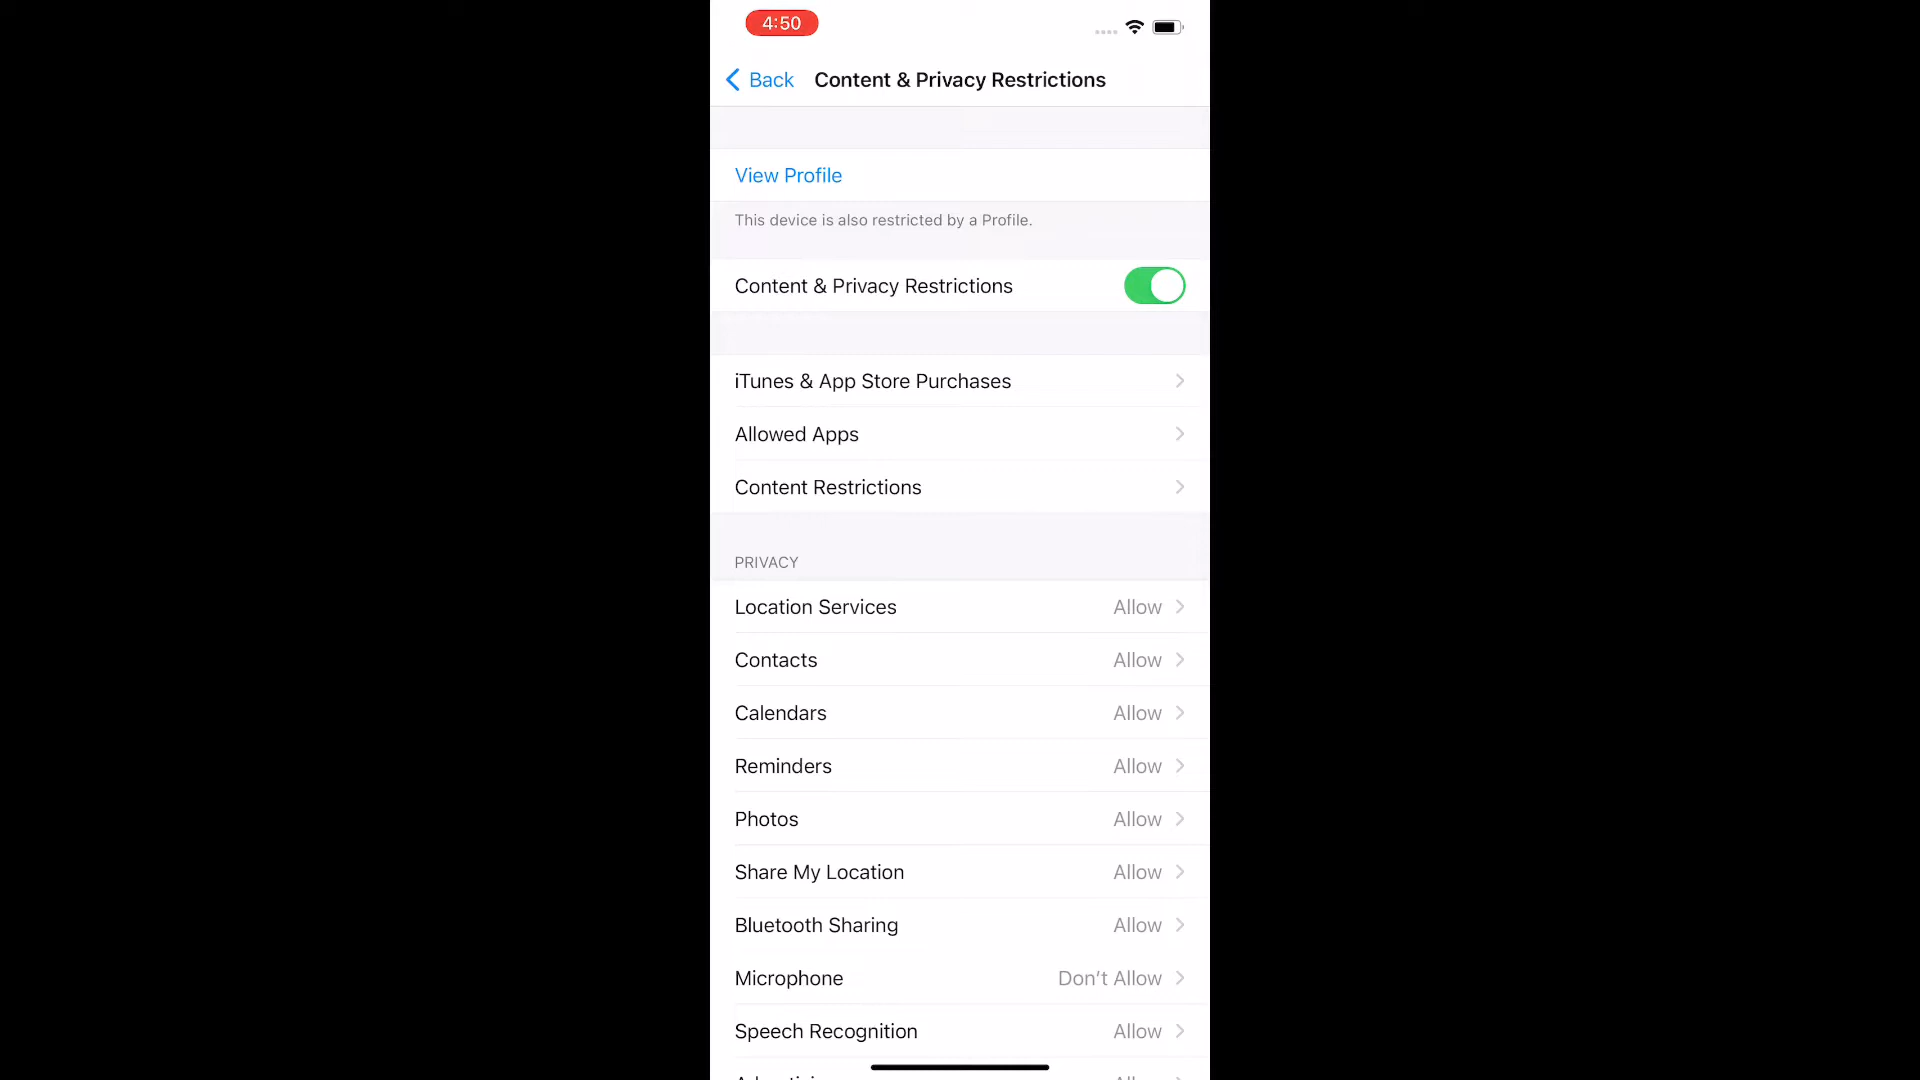 4:50
Back Content & Privacy Restrictions
View Profile
This device is also restricted by a Profile.
Content & Privacy Restrictions
iTunes & App Store Purchases
Allowed Apps
Content Restrictions
PRIVACY
Location Services Allow
Contacts Allow
Calendars Allow
Reminders Allow
Photos Allow
Share My Location Allow
Bluetooth Sharing Allow
Microphone Don’t Allow
Speech Recognition Allow